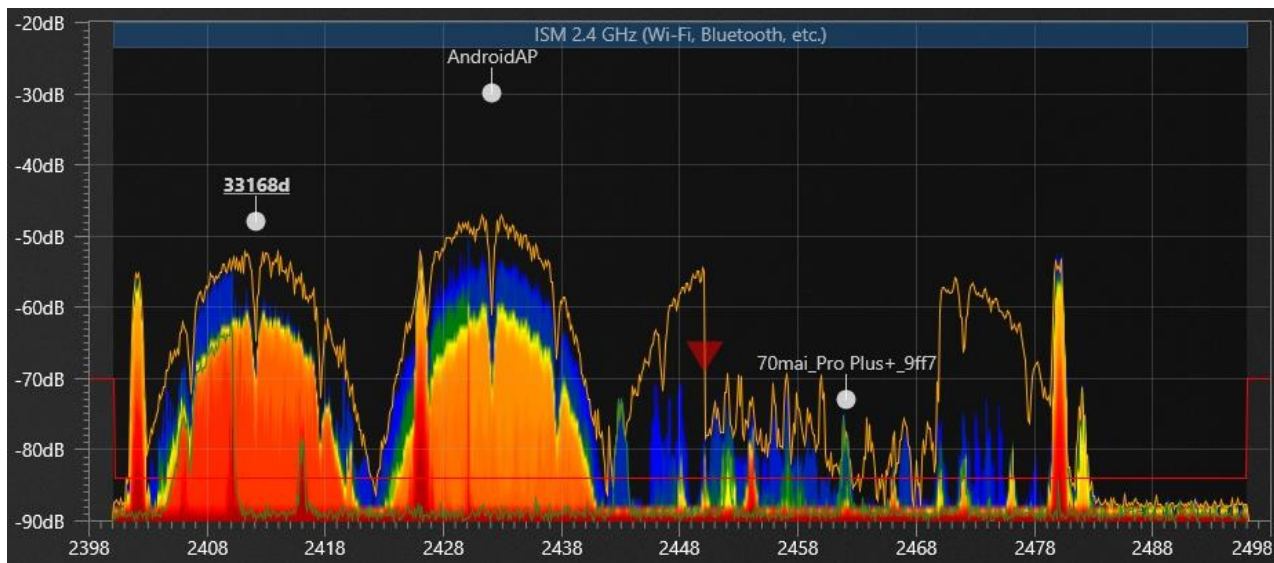 -20dB
ISM 2.4 GHz (Wi-Fi, Bluetooth, etc.)
AndroidAP
-30dB
-40dB
33168d
-50dB
-60dB
70mai_Pro Plus+_9ff7
-70dB
-80dB
-90dB
2398 2408 2418 2428 2438 2448 2458 2468 2478 2488 2498